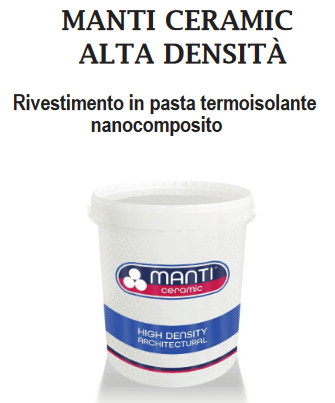 MANTI CERAMIC
ALTA DENSITÀ
Rivestimento in pasta termoisolante
nanocomposito
MANTI®
ceramic
HIGH DENSITY
ARCHITECTURAL